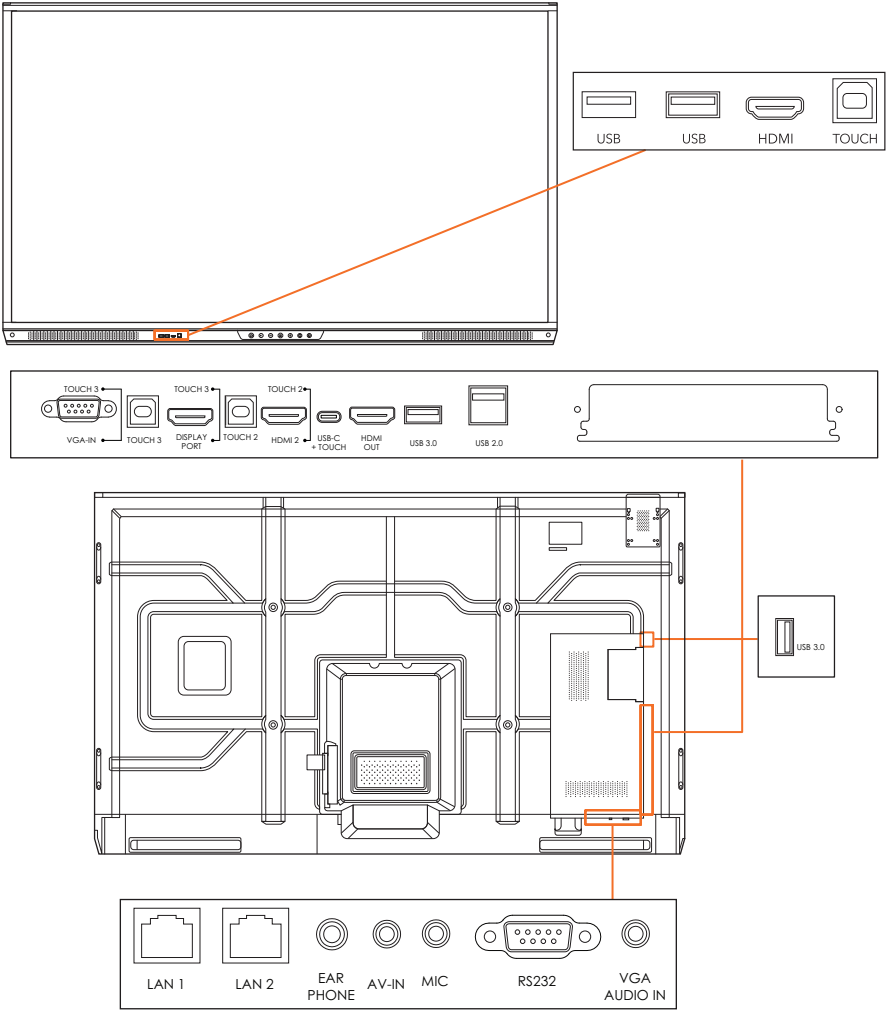 USB
USB
HDMI
TOUCH
TOUCH 3
TOUCH 3
TOUCH 2
VGA-IN
TOUCH 3
DISPLAY
PORT
TOUCH 2
HDMI 2
USB-C
+ TOUCH
HDMI
OUT
USB 3.0
USB 2.0
USB 3.0
LAN 1
LAN 2
EAR
PHONE
AV-IN
MIC
RS232
VGA
AUDIO IN